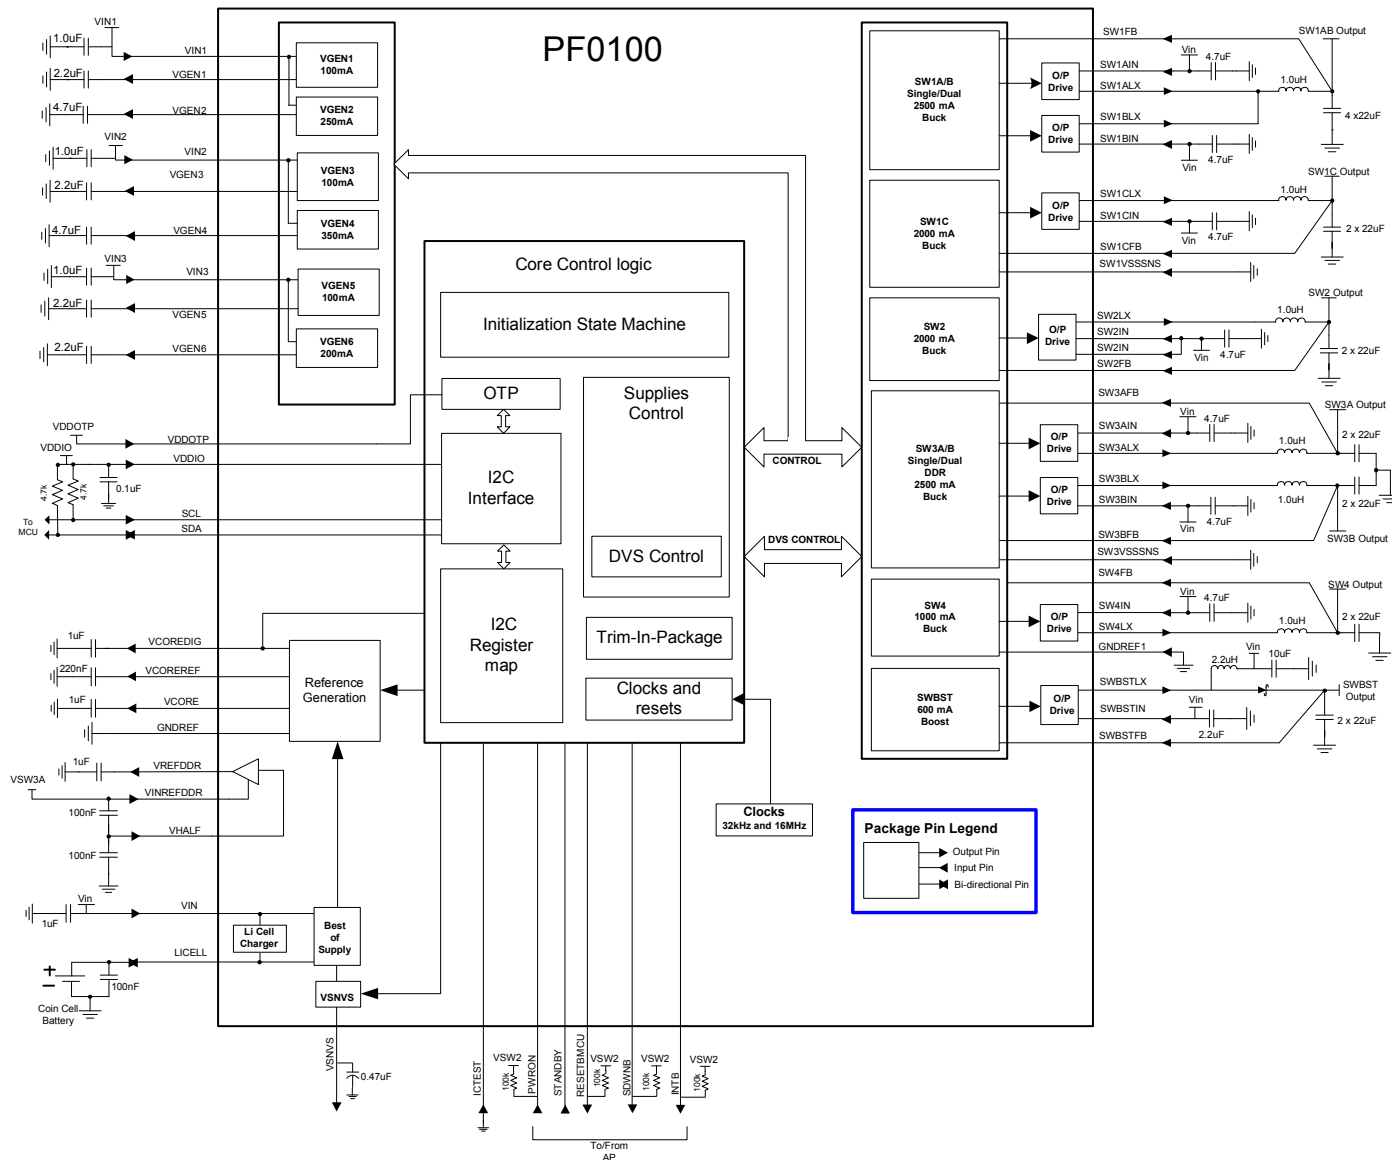 PF0100
VIN1
1.0uF
VIN1
2.2uF
VGEN1
4.7uF
VGEN2
VIN2
1.0uF
VIN2
VGEN3
2.2uF
VGEN4
4.7uF
VIN3
1.0uF
VIN3
2.2uF
VGEN5
2.2uF
VGEN6
VGEN1
100mA
VGEN2
250mA
VGEN3
100mA
VGEN4
350mA
VGEN5
100mA
VGEN6
200mA
VDDOTP
VDDOTP
VDDIO
VDDIO
4.7k
4.7k
0.1uF
To
MCU
SCL
SDA
Core Control logic
Initialization State Machine
OTP
I2C
Interface
I2C
Register
map
Supplies
Control
DVS Control
Trim-In-Package
Clocks and
resets
Clocks
32kHz and 16MHz
CONTROL
DVS CONTROL
1uF
VCOREDIG
220nF
VCOREREF
1uF
VCORE
GNDREF
Reference
Generation
1uF
VREFDDR
VSW3A
VINREFDDR
100nF
VHALF
100nF
Vin
VIN
1uF
Li Cell
Charger
Best
of
Supply
LICELL
+
–
100nF
Coin Cell
Battery
VSNVS
VSNVS
0.47uF
ICTEST
VSW2
100k
PWRON
STANDBY
RESETBMCU
VSW2
100k
SDWNB
VSW2
100k
INTB
VSW2
100k
To/From
AP
SW1A/B
Single/Dual
2500 mA
Buck
O/P
Drive
O/P
Drive
SW1FB
SW1AIN
Vin
4.7uF
SW1ALX
1.0uH
SW1AB Output
4 x22uF
SW1BLX
SW1BIN
Vin
4.7uF
SW1C
2000 mA
Buck
O/P
Drive
SW1CLX
1.0uH
SW1C Output
SW1CIN
Vin
4.7uF
2 x 22uF
SW1CFB
SW1VSSSNS
SW2
2000 mA
Buck
O/P
Drive
SW2LX
1.0uH
SW2 Output
SW2IN
SW2IN
Vin
4.7uF
2 x 22uF
SW2FB
SW3A/B
Single/Dual
DDR
2500 mA
Buck
O/P
Drive
O/P
Drive
SW3AFB
SW3A Output
SW3AIN
Vin
4.7uF
2 x 22uF
SW3ALX
1.0uH
SW3BLX
1.0uH
2 x 22uF
SW3BIN
Vin
4.7uF
SW3BFB
SW3B Output
SW3VSSSNS
SW4
1000 mA
Buck
O/P
Drive
SW4FB
SW4 Output
SW4IN
Vin
4.7uF
2 x 22uF
SW4LX
1.0uH
GNDREF1
Vin
2.2uH
10uF
SWBST
600 mA
Boost
O/P
Drive
SWBSTLX
SWBST
Output
SWBSTIN
Vin
2.2uF
2 x 22uF
SWBSTFB
Package Pin Legend
Output Pin
Input Pin
Bi-directional Pin